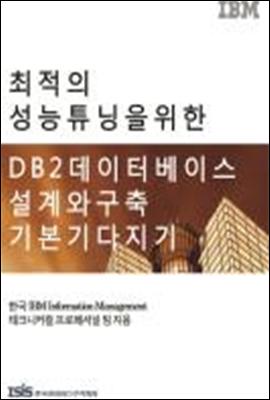 IBM
최적의
성능튜닝을위한
DB2데이터베이스
설계와구축
기본기다지기
한국 IBM Information Management
테크니커컬 프로페셔널 팀 지음